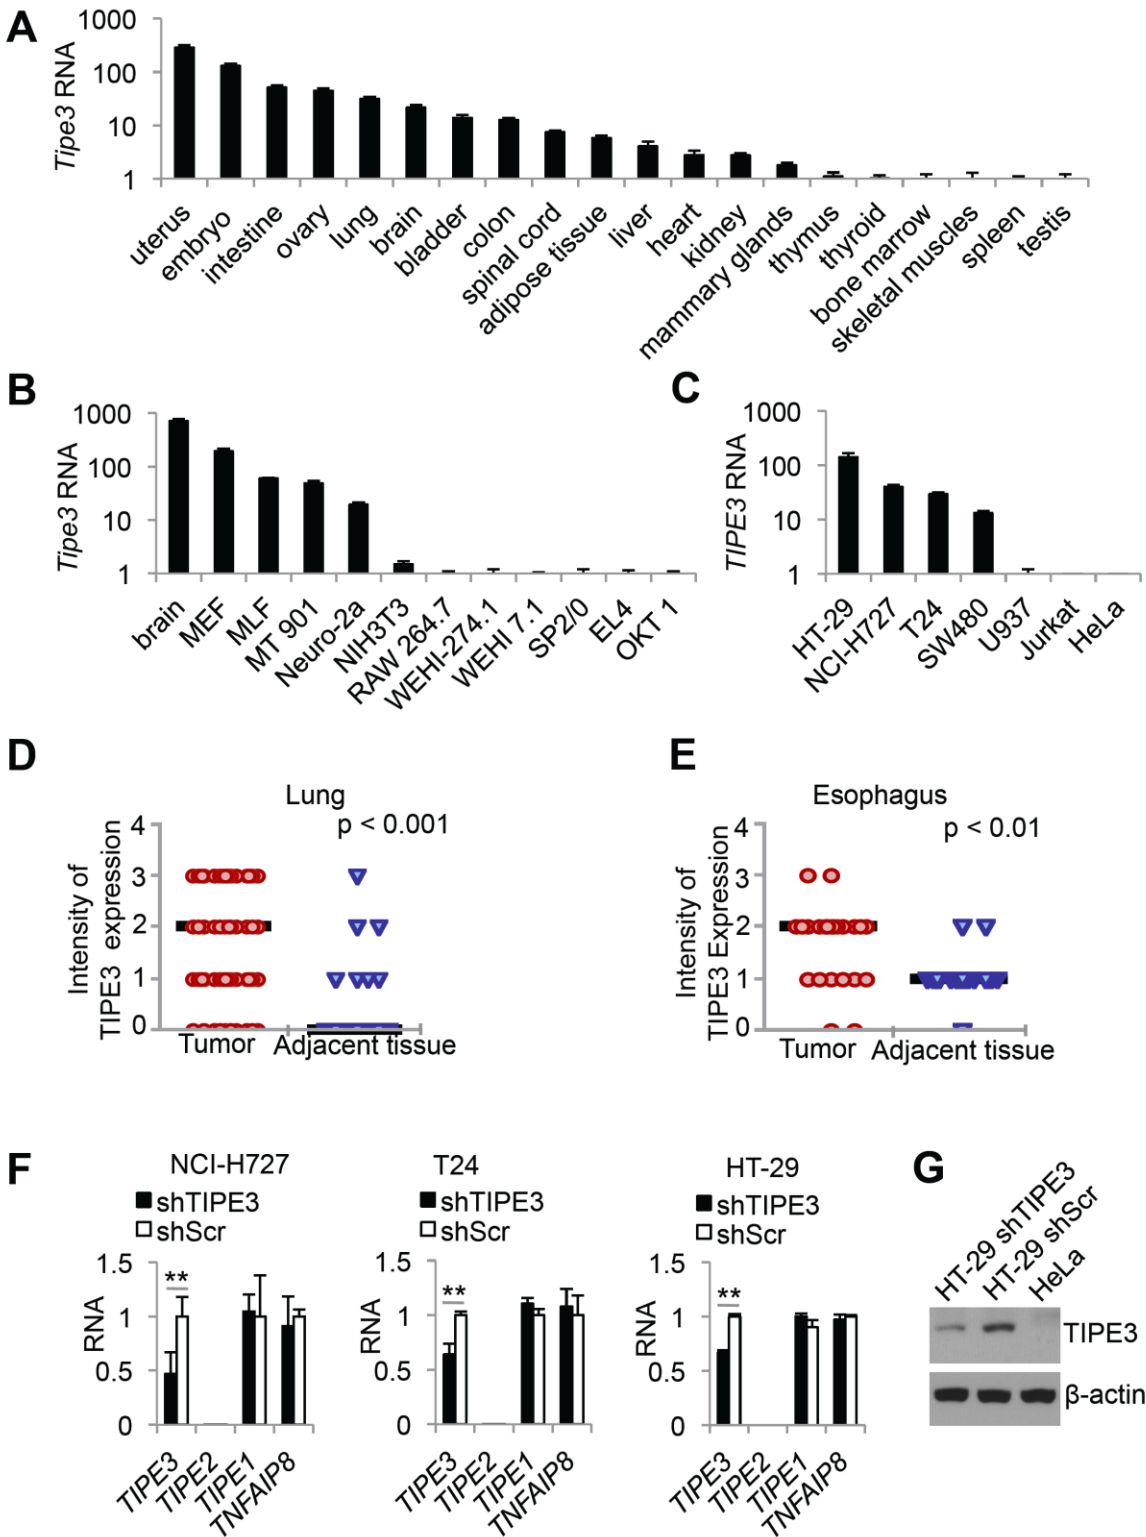 A
Tipe3 RNA
1000
100
10
1
uterus
embryo
intestine
ovary
lung
brain
bladder
colon
spinal cord
adipose tissue
liver
heart
kidney
mammary glands
thymus
thyroid
bone marrow
skeletal muscles
spleen
testis
B
Tipe3 RNA
1000
100
10
1
brain
MEF
MLF
MT 901
Neuro-2a
NIH3T3
RAW 264.7
WEHI-274.1
WEHI 7.1
SP2/0
EL4
OKT 1
C
TIPE3 RNA
1000
100
10
1
HT-29
NCI-H727
T24
SW480
U937
Jurkat
HeLa
D
Lung
p < 0.001
Intensity of
TIPE3 expression
4
3
2
1
0
Tumor
Adjacent tissue
E
Esophagus
p < 0.01
Intensity of
TIPE3 Expression
4
3
2
1
0
Tumor
Adjacent tissue
F
NCI-H727
shTIPE3
shScr
RNA
1.5
1
0.5
0
**
TIPE3
TIPE2
TIPE1
TNFAIP8
T24
shTIPE3
shScr
RNA
1.5
1
0.5
0
**
TIPE3
TIPE2
TIPE1
TNFAIP8
HT-29
shTIPE3
shScr
RNA
1.5
1
0.5
0
**
TIPE3
TIPE2
TIPE1
TNFAIP8
G
HT-29 shTIPE3
HT-29 shScr
HeLa
TIPE3
β-actin